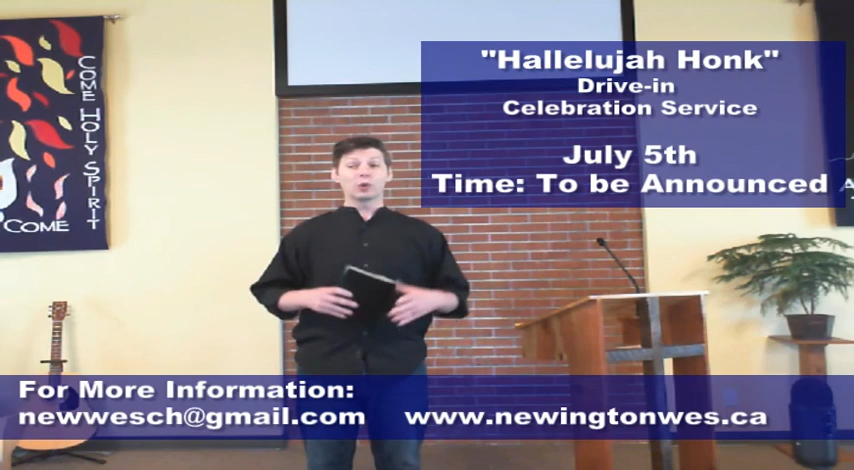 COME HOLY SPIRIT
COME
"Hallelujah Honk"
Drive-in
Celebration Service
July 5th
Time: To be Announced
For More Information:
newwesch@gmail.com www.newingtonwes.ca